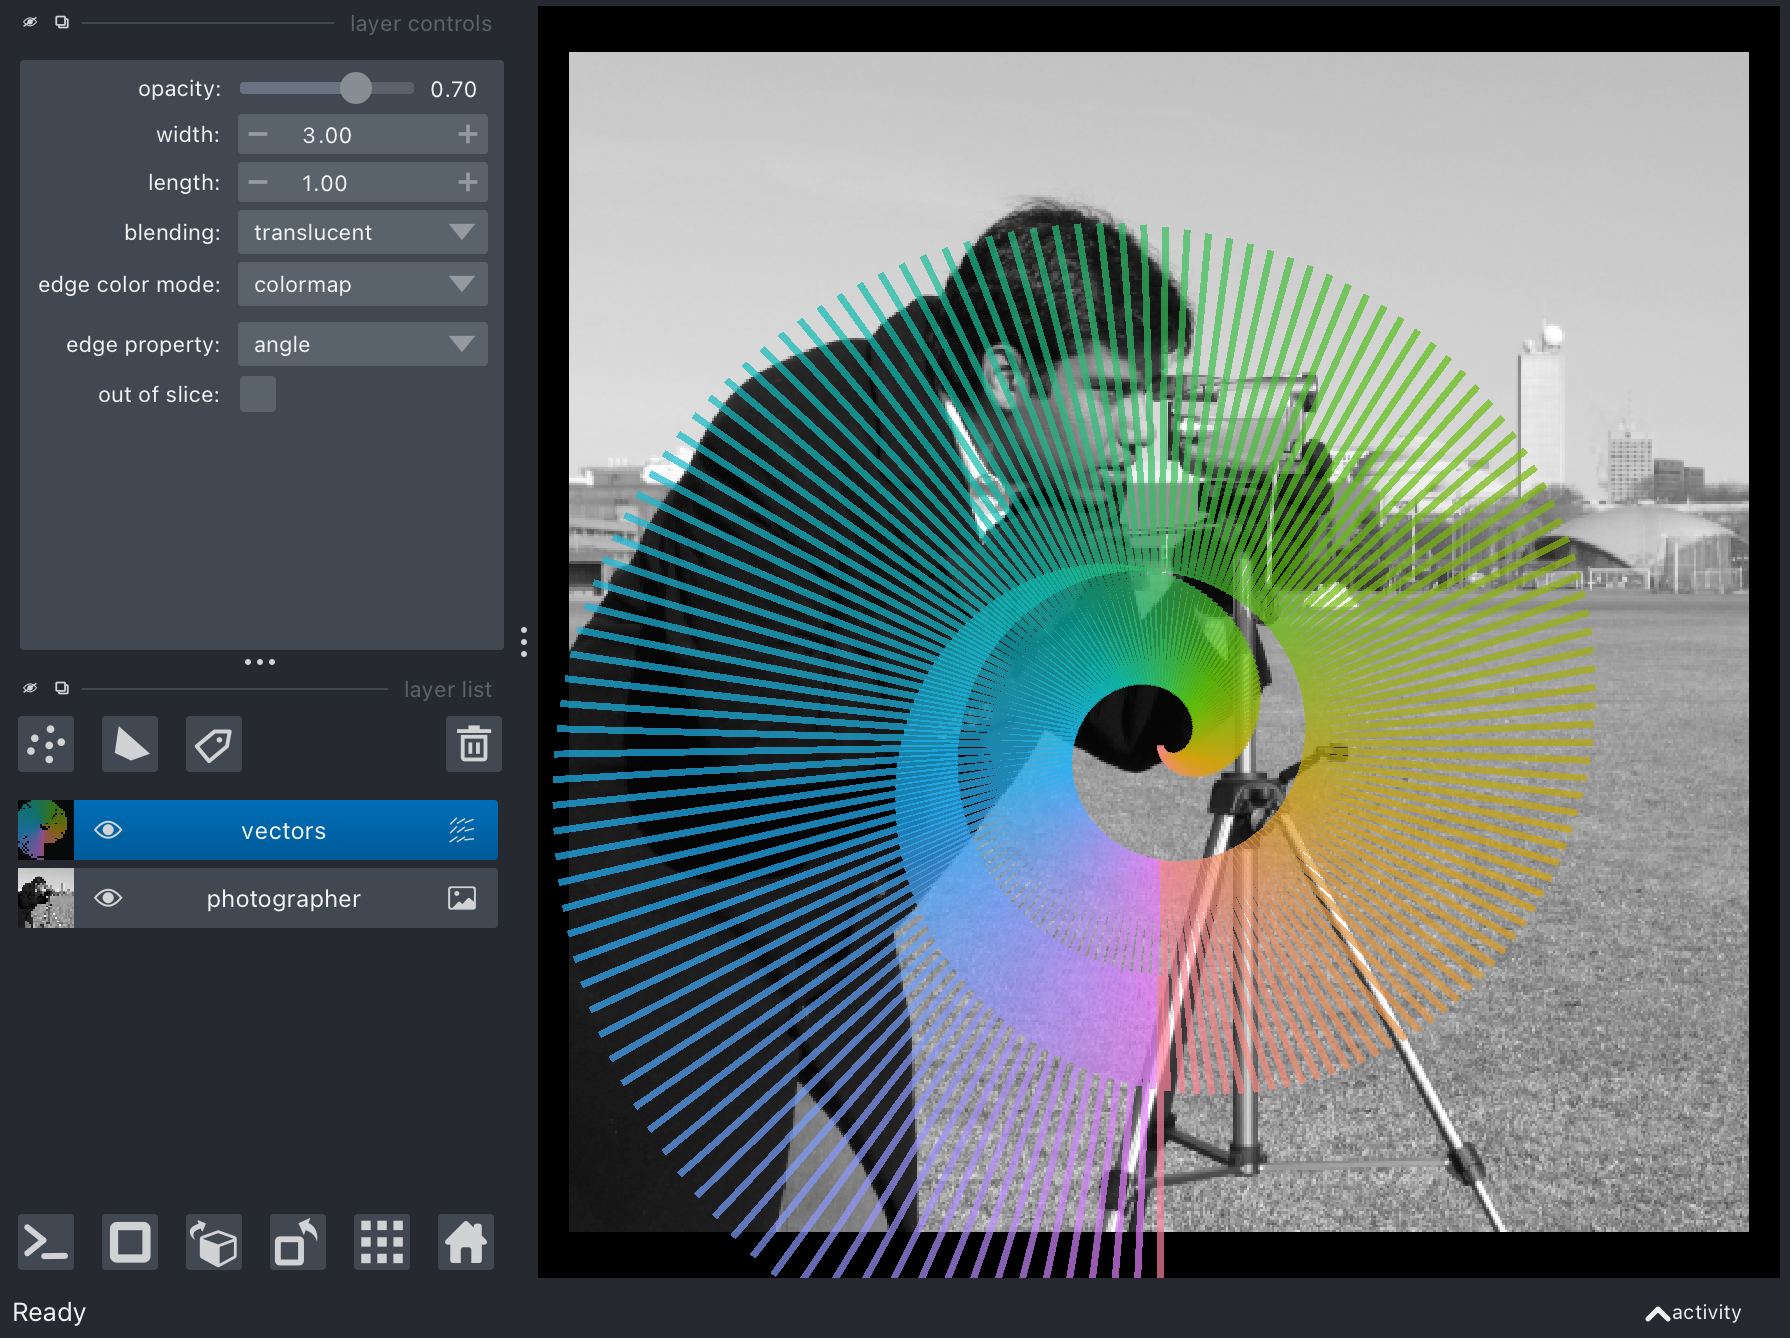 layer controls
opacity: 0.70
width: 3.00
length: 1.00
blending: translucent
edge color mode: colormap
edge property: angle
out of slice:
layer list
vectors
photographer
Ready
activity